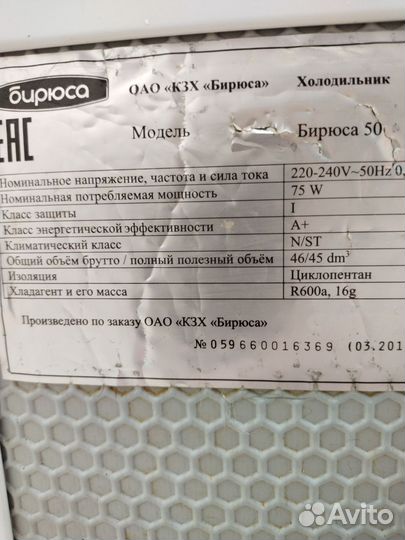 бирюса ОАО «КЗХ «Бирюса» Холодильник
EAC Модель Бирюса 50
Номинальное напряжение, частота и сила тока 220-240V~50Hz 0,
Номинальная потребляемая мощность 75 W
Класс защиты I
Класс энергетической эффективности A+
Климатический класс N/ST
Общий объём брутто / полный полезный объём 46/45 dm³
Изоляция Циклопентан
Хладагент и его масса R600a, 16g
Произведено по заказу ОАО «КЗХ «Бирюса»
№059660016369 (03.201
Avito